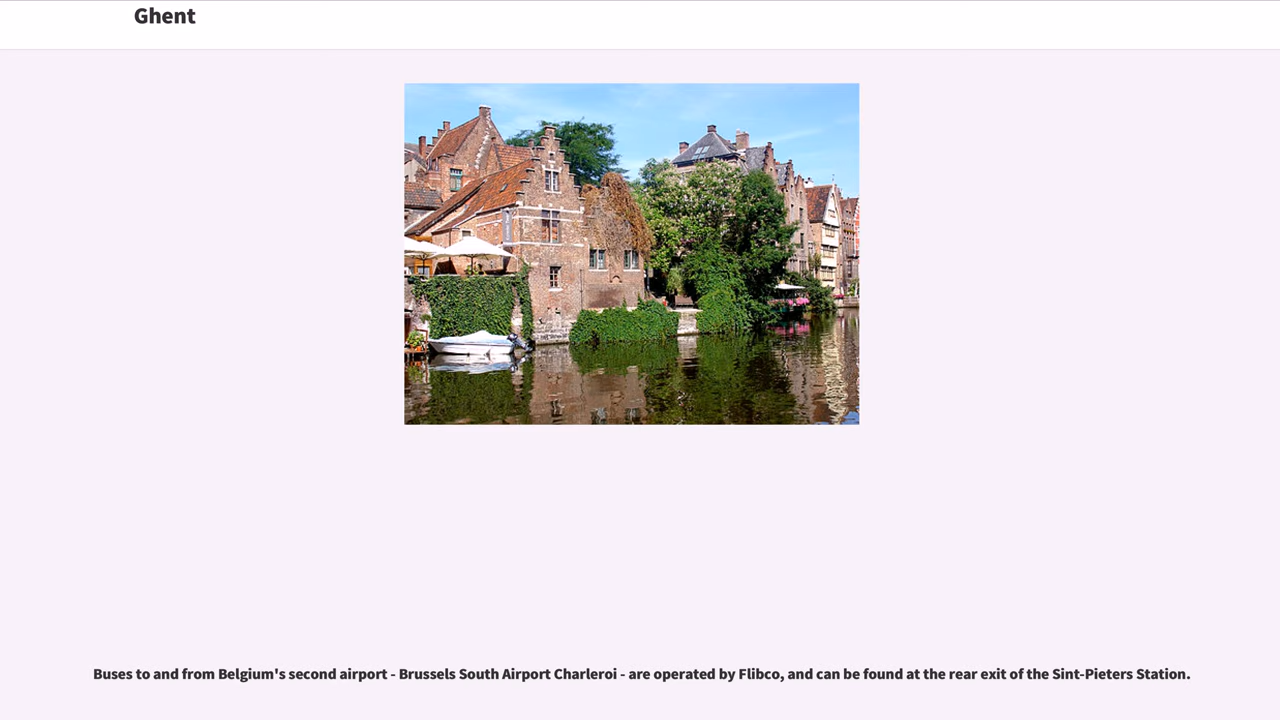 Ghent
Buses to and from Belgium's second airport - Brussels South Airport Charleroi - are operated by Flibco, and can be found at the rear exit of the Sint-Pieters Station.